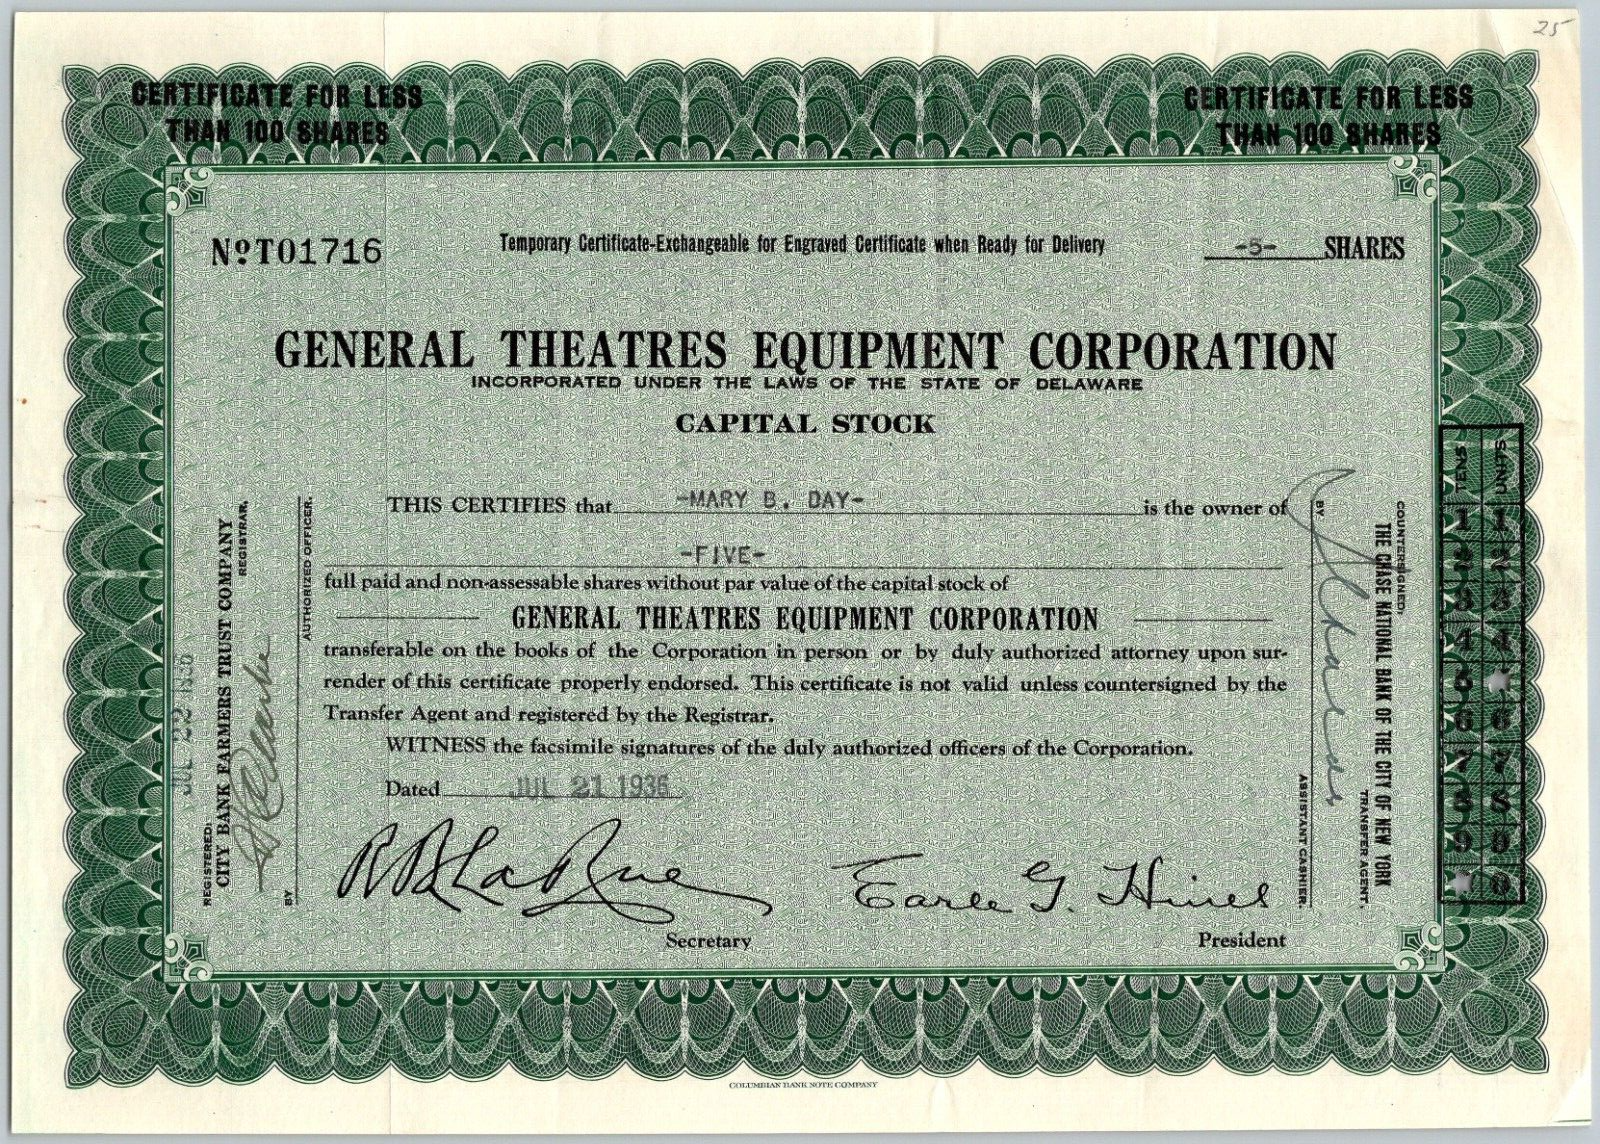 25
CERTIFICATE FOR LESS
THAN 100 SHARES
CERTIFICATE FOR LESS
THAN 100 SHARES
No. T01716
Temporary Certificate-Exchangeable for Engraved Certificate when Ready for Delivery
-5- SHARES
GENERAL THEATRES EQUIPMENT CORPORATION
INCORPORATED UNDER THE LAWS OF THE STATE OF DELAWARE
CAPITAL STOCK
THIS CERTIFIES that -MARY B. DAY- is the owner of
-FIVE-
full paid and non-assessable shares without par value of the capital stock of
GENERAL THEATRES EQUIPMENT CORPORATION
transferable on the books of the Corporation in person or by duly authorized attorney upon sur-
render of this certificate properly endorsed. This certificate is not valid unless countersigned by the
Transfer Agent and registered by the Registrar.
WITNESS the facsimile signatures of the duly authorized officers of the Corporation.
Dated JUL 21 1936
Earle G. Hines
Secretary
President
JUL 22 1936
REGISTERED:
CITY BANK FARMERS TRUST COMPANY
REGISTRAR,
BY
AUTHORIZED OFFICER.
COUNTERSIGNED:
THE CHASE NATIONAL BANK OF THE CITY OF NEW YORK
TRANSFER AGENT.
BY
ASSISTANT CASHIER.
TENS UNITS
1 1
2 2
3 3
4 4
5
6 6
7 7
8 8
9 9
0
COLUMBIAN BANK NOTE COMPANY